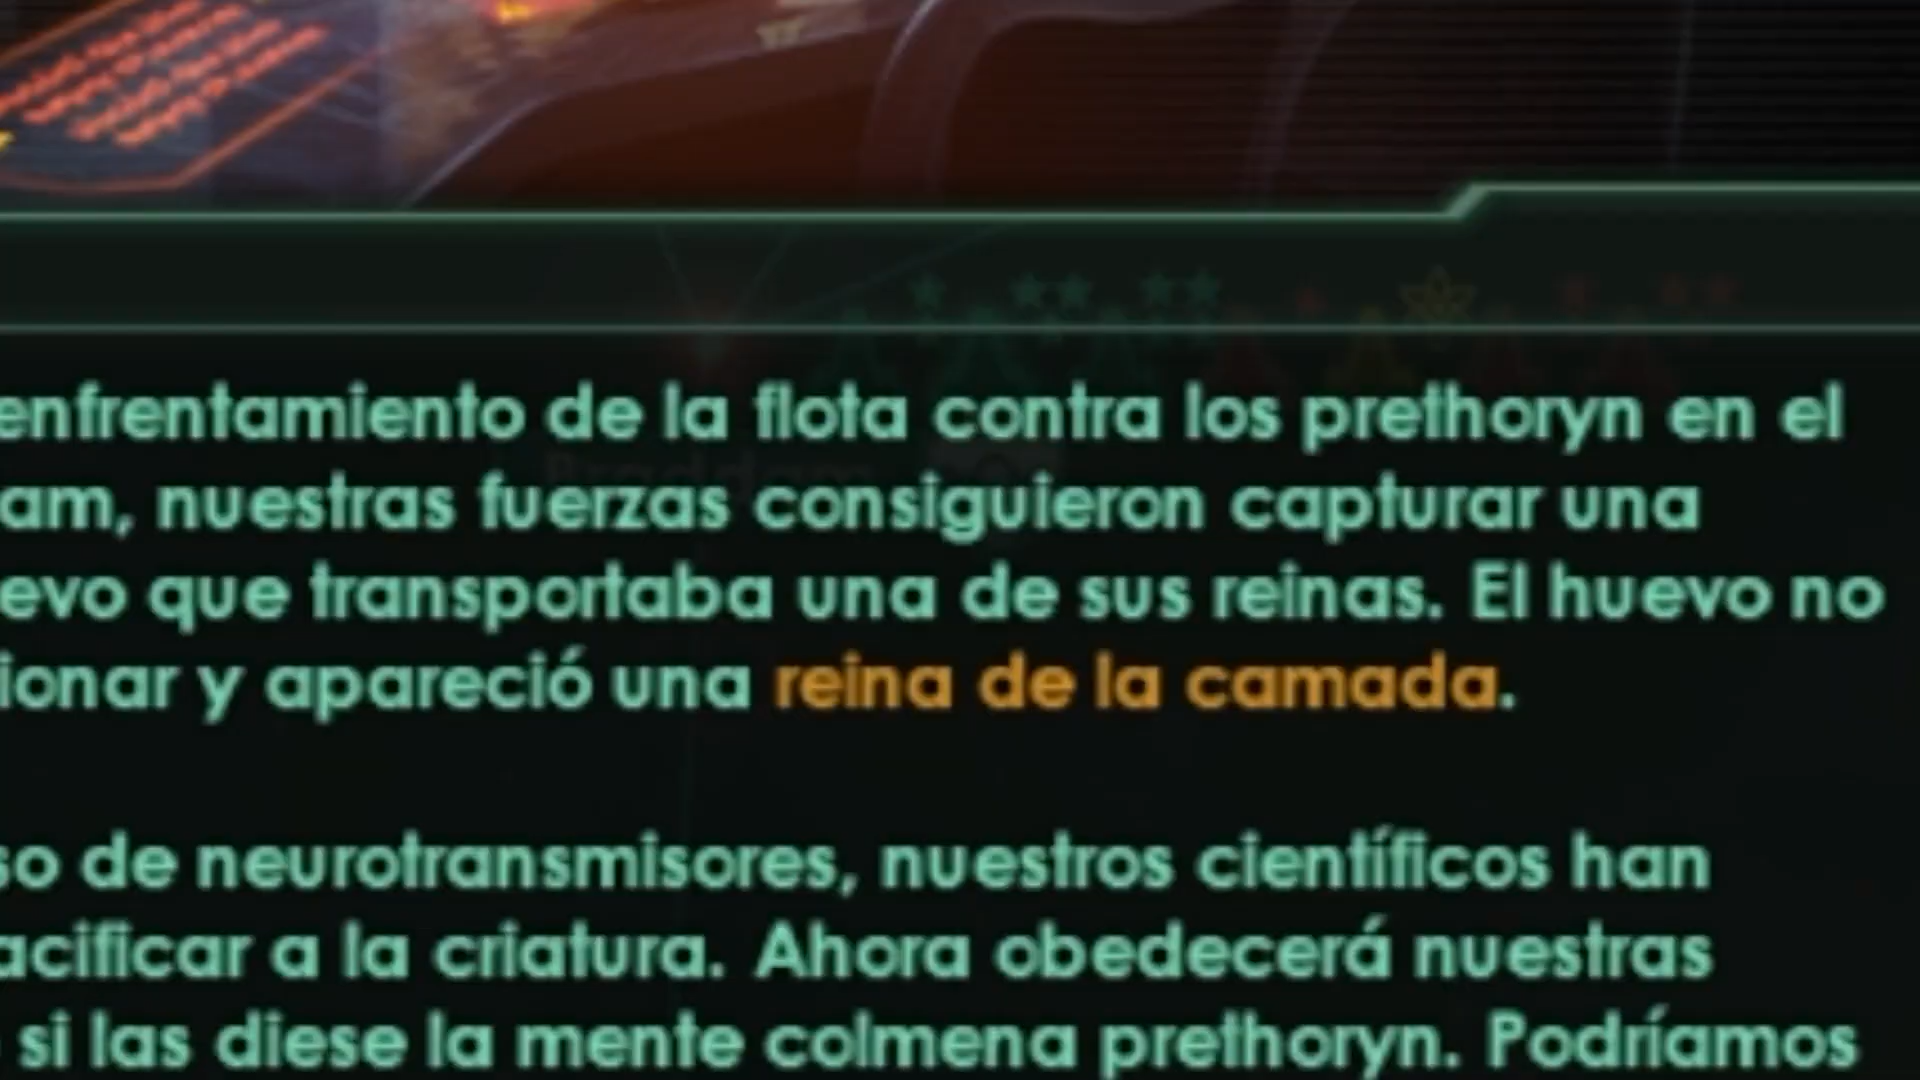 enfrentamiento de la flota contra los prethoryn en el
am, nuestras fuerzas consiguieron capturar una
evo que transportaba una de sus reinas. El huevo no
ionar y apareció una reina de la camada.
so de neurotransmisores, nuestros científicos han
acificar a la criatura. Ahora obedecerá nuestras
si las diese la mente colmena prethoryn. Podríamos